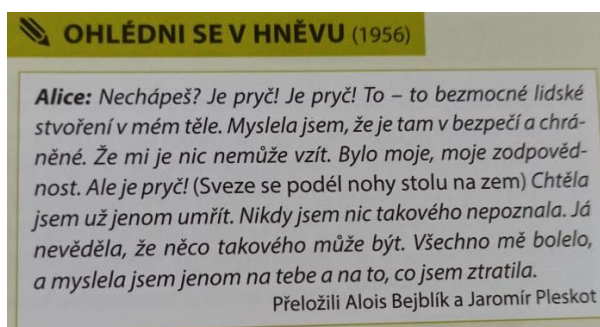 OHLÉDNI SE V HNĚVU (1956)
Alice: Nechápeš? Je pryč! Je pryč! To – to bezmocné lidské
stvoření v mém těle. Myslela jsem, že je tam v bezpečí a chrá-
něné. Že mi je nic nemůže vzít. Bylo moje, moje zodpověd-
nost. Ale je pryč! (Sveze se podél nohy stolu na zem) Chtěla
jsem už jenom umřít. Nikdy jsem nic takového nepoznala. Já
nevěděla, že něco takového může být. Všechno mě bolelo,
a myslela jsem jenom na tebe a na to, co jsem ztratila.
Přeložili Alois Bejblík a Jaromír Pleskot